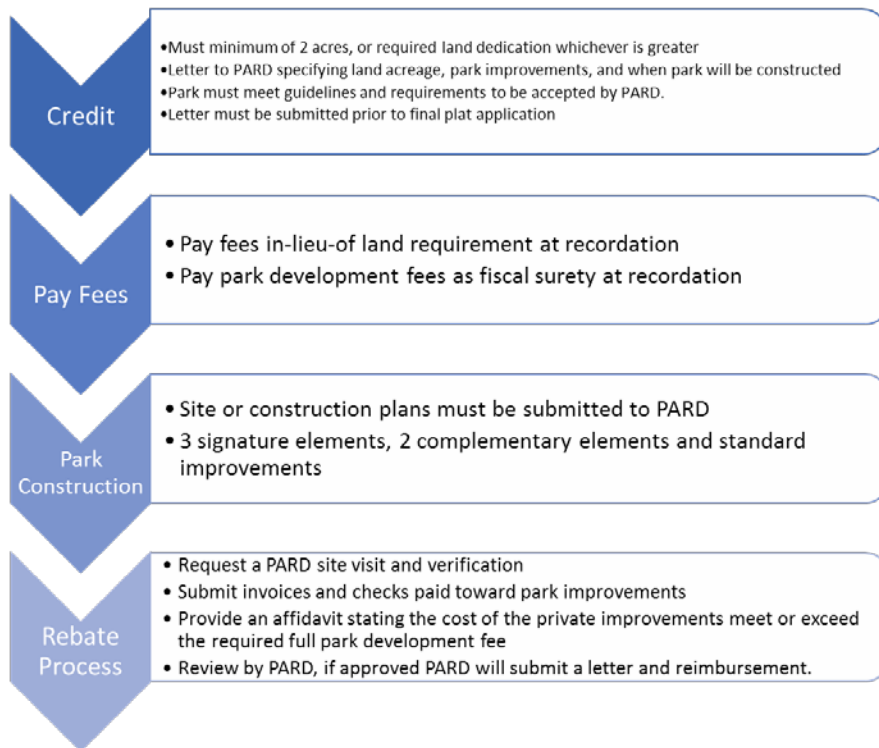 Credit
•Must minimum of 2 acres, or required land dedication whichever is greater
•Letter to PARD specifying land acreage, park improvements, and when park will be constructed
•Park must meet guidelines and requirements to be accepted by PARD.
•Letter must be submitted prior to final plat application
Pay Fees
• Pay fees in-lieu-of land requirement at recordation
• Pay park development fees as fiscal surety at recordation
Park
Construction
• Site or construction plans must be submitted to PARD
• 3 signature elements, 2 complementary elements and standard
improvements
Rebate
Process
• Request a PARD site visit and verification
• Submit invoices and checks paid toward park improvements
• Provide an affidavit stating the cost of the private improvements meet or exceed
the required full park development fee
• Review by PARD, if approved PARD will submit a letter and reimbursement.